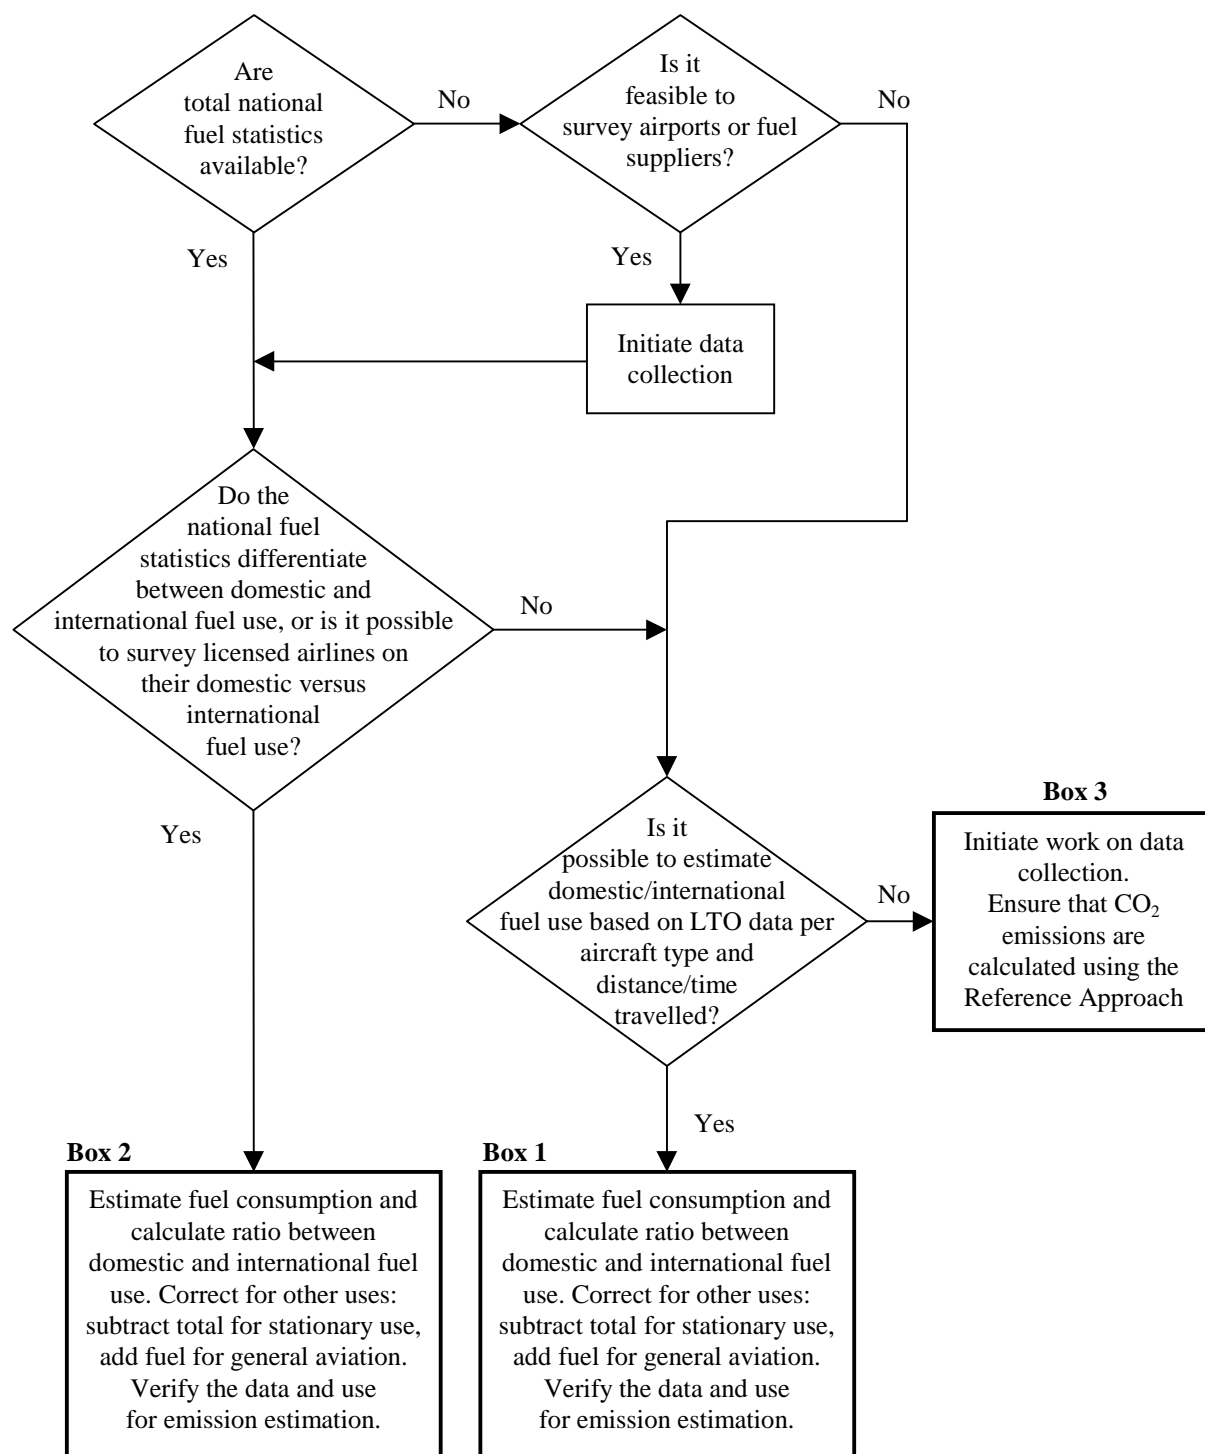 Are
total national
fuel statistics
available?
No
Is it
feasible to
survey airports or fuel
suppliers?
No
Yes
Yes
Initiate data
collection
Do the
national fuel
statistics differentiate
between domestic and
international fuel use, or is it possible
to survey licensed airlines on
their domestic versus
international
fuel use?
No
Yes
Is it
possible to estimate
domestic/international
fuel use based on LTO data per
aircraft type and
distance/time
travelled?
No
Box 3
Initiate work on data
collection.
Ensure that CO₂
emissions are
calculated using the
Reference Approach
Yes
Box 2
Estimate fuel consumption and
calculate ratio between
domestic and international fuel
use. Correct for other uses:
subtract total for stationary use,
add fuel for general aviation.
Verify the data and use
for emission estimation.
Box 1
Estimate fuel consumption and
calculate ratio between
domestic and international fuel
use. Correct for other uses:
subtract total for stationary use,
add fuel for general aviation.
Verify the data and use
for emission estimation.